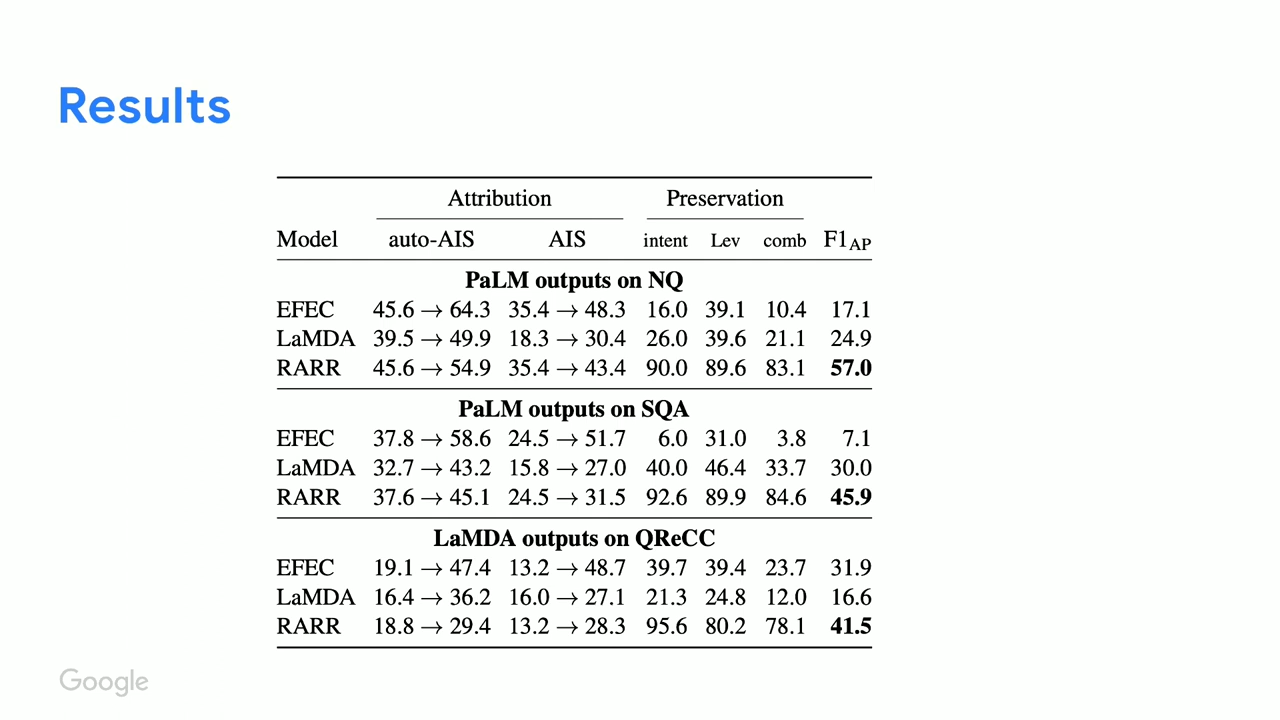 Results
Attribution Preservation
Model auto-AIS AIS intent Lev comb F1AP
PaLM outputs on NQ
EFEC 45.6 → 64.3 35.4 → 48.3 16.0 39.1 10.4 17.1
LaMDA 39.5 → 49.9 18.3 → 30.4 26.0 39.6 21.1 24.9
RARR 45.6 → 54.9 35.4 → 43.4 90.0 89.6 83.1 57.0
PaLM outputs on SQA
EFEC 37.8 → 58.6 24.5 → 51.7 6.0 31.0 3.8 7.1
LaMDA 32.7 → 43.2 15.8 → 27.0 40.0 46.4 33.7 30.0
RARR 37.6 → 45.1 24.5 → 31.5 92.6 89.9 84.6 45.9
LaMDA outputs on QReCC
EFEC 19.1 → 47.4 13.2 → 48.7 39.7 39.4 23.7 31.9
LaMDA 16.4 → 36.2 16.0 → 27.1 21.3 24.8 12.0 16.6
RARR 18.8 → 29.4 13.2 → 28.3 95.6 80.2 78.1 41.5
Google